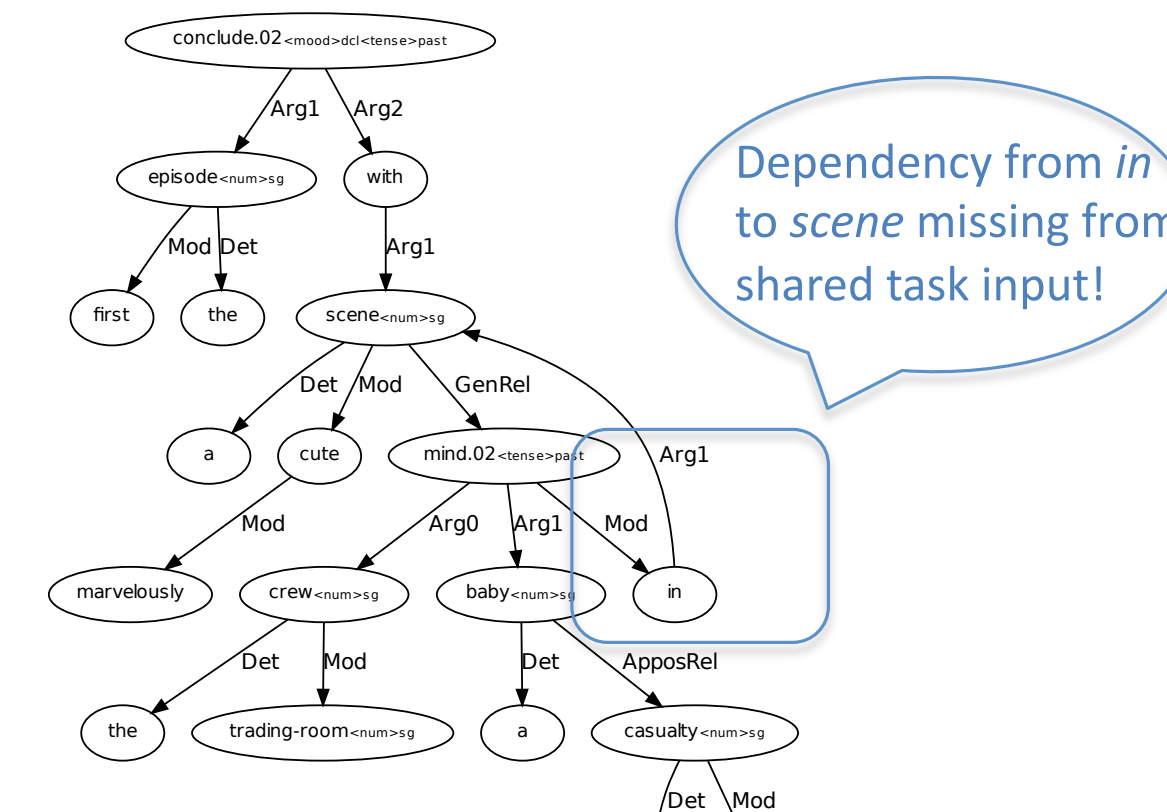 conclude.02<mood>dcl<tense>past
Arg1 Arg2
Dependency from in
to scene missing from
shared task input!
episode<num>sg with
Mod Det Arg1
first the scene<num>sg
Det Mod GenRel
a cute mind.02<tense>past Arg1
Mod Arg0 Arg1 Mod
marvelously crew<num>sg baby<num>sg in
Det Mod Det ApposRel
the trading-room<num>sg a casualty<num>sg
Det Mod